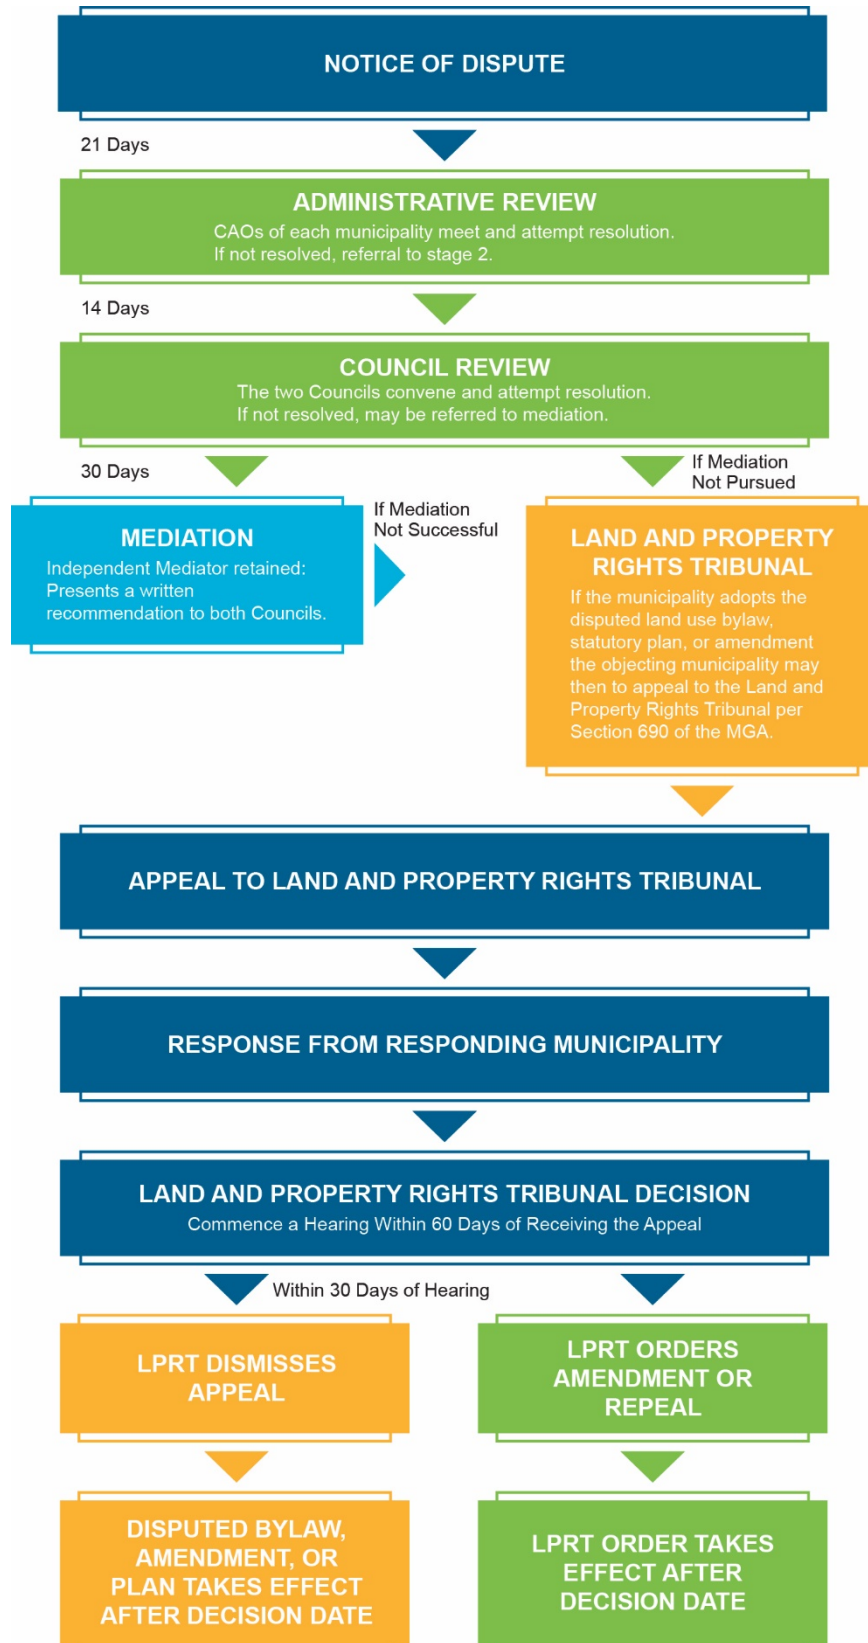 NOTICE OF DISPUTE
21 Days
ADMINISTRATIVE REVIEW
CAOs of each municipality meet and attempt resolution.
If not resolved, referral to stage 2.
14 Days
COUNCIL REVIEW
The two Councils convene and attempt resolution.
If not resolved, may be referred to mediation.
30 Days
If Mediation
Not Pursued
MEDIATION
Independent Mediator retained:
Presents a written
recommendation to both Councils.
If Mediation
Not Successful
LAND AND PROPERTY
RIGHTS TRIBUNAL
If the municipality adopts the
disputed land use bylaw,
statutory plan, or amendment
the objecting municipality may
then to appeal to the Land and
Property Rights Tribunal per
Section 690 of the MGA.
APPEAL TO LAND AND PROPERTY RIGHTS TRIBUNAL
RESPONSE FROM RESPONDING MUNICIPALITY
LAND AND PROPERTY RIGHTS TRIBUNAL DECISION
Commence a Hearing Within 60 Days of Receiving the Appeal
Within 30 Days of Hearing
LPRT DISMISSES
APPEAL
LPRT ORDERS
AMENDMENT OR
REPEAL
DISPUTED BYLAW,
AMENDMENT, OR
PLAN TAKES EFFECT
AFTER DECISION DATE
LPRT ORDER TAKES
EFFECT AFTER
DECISION DATE